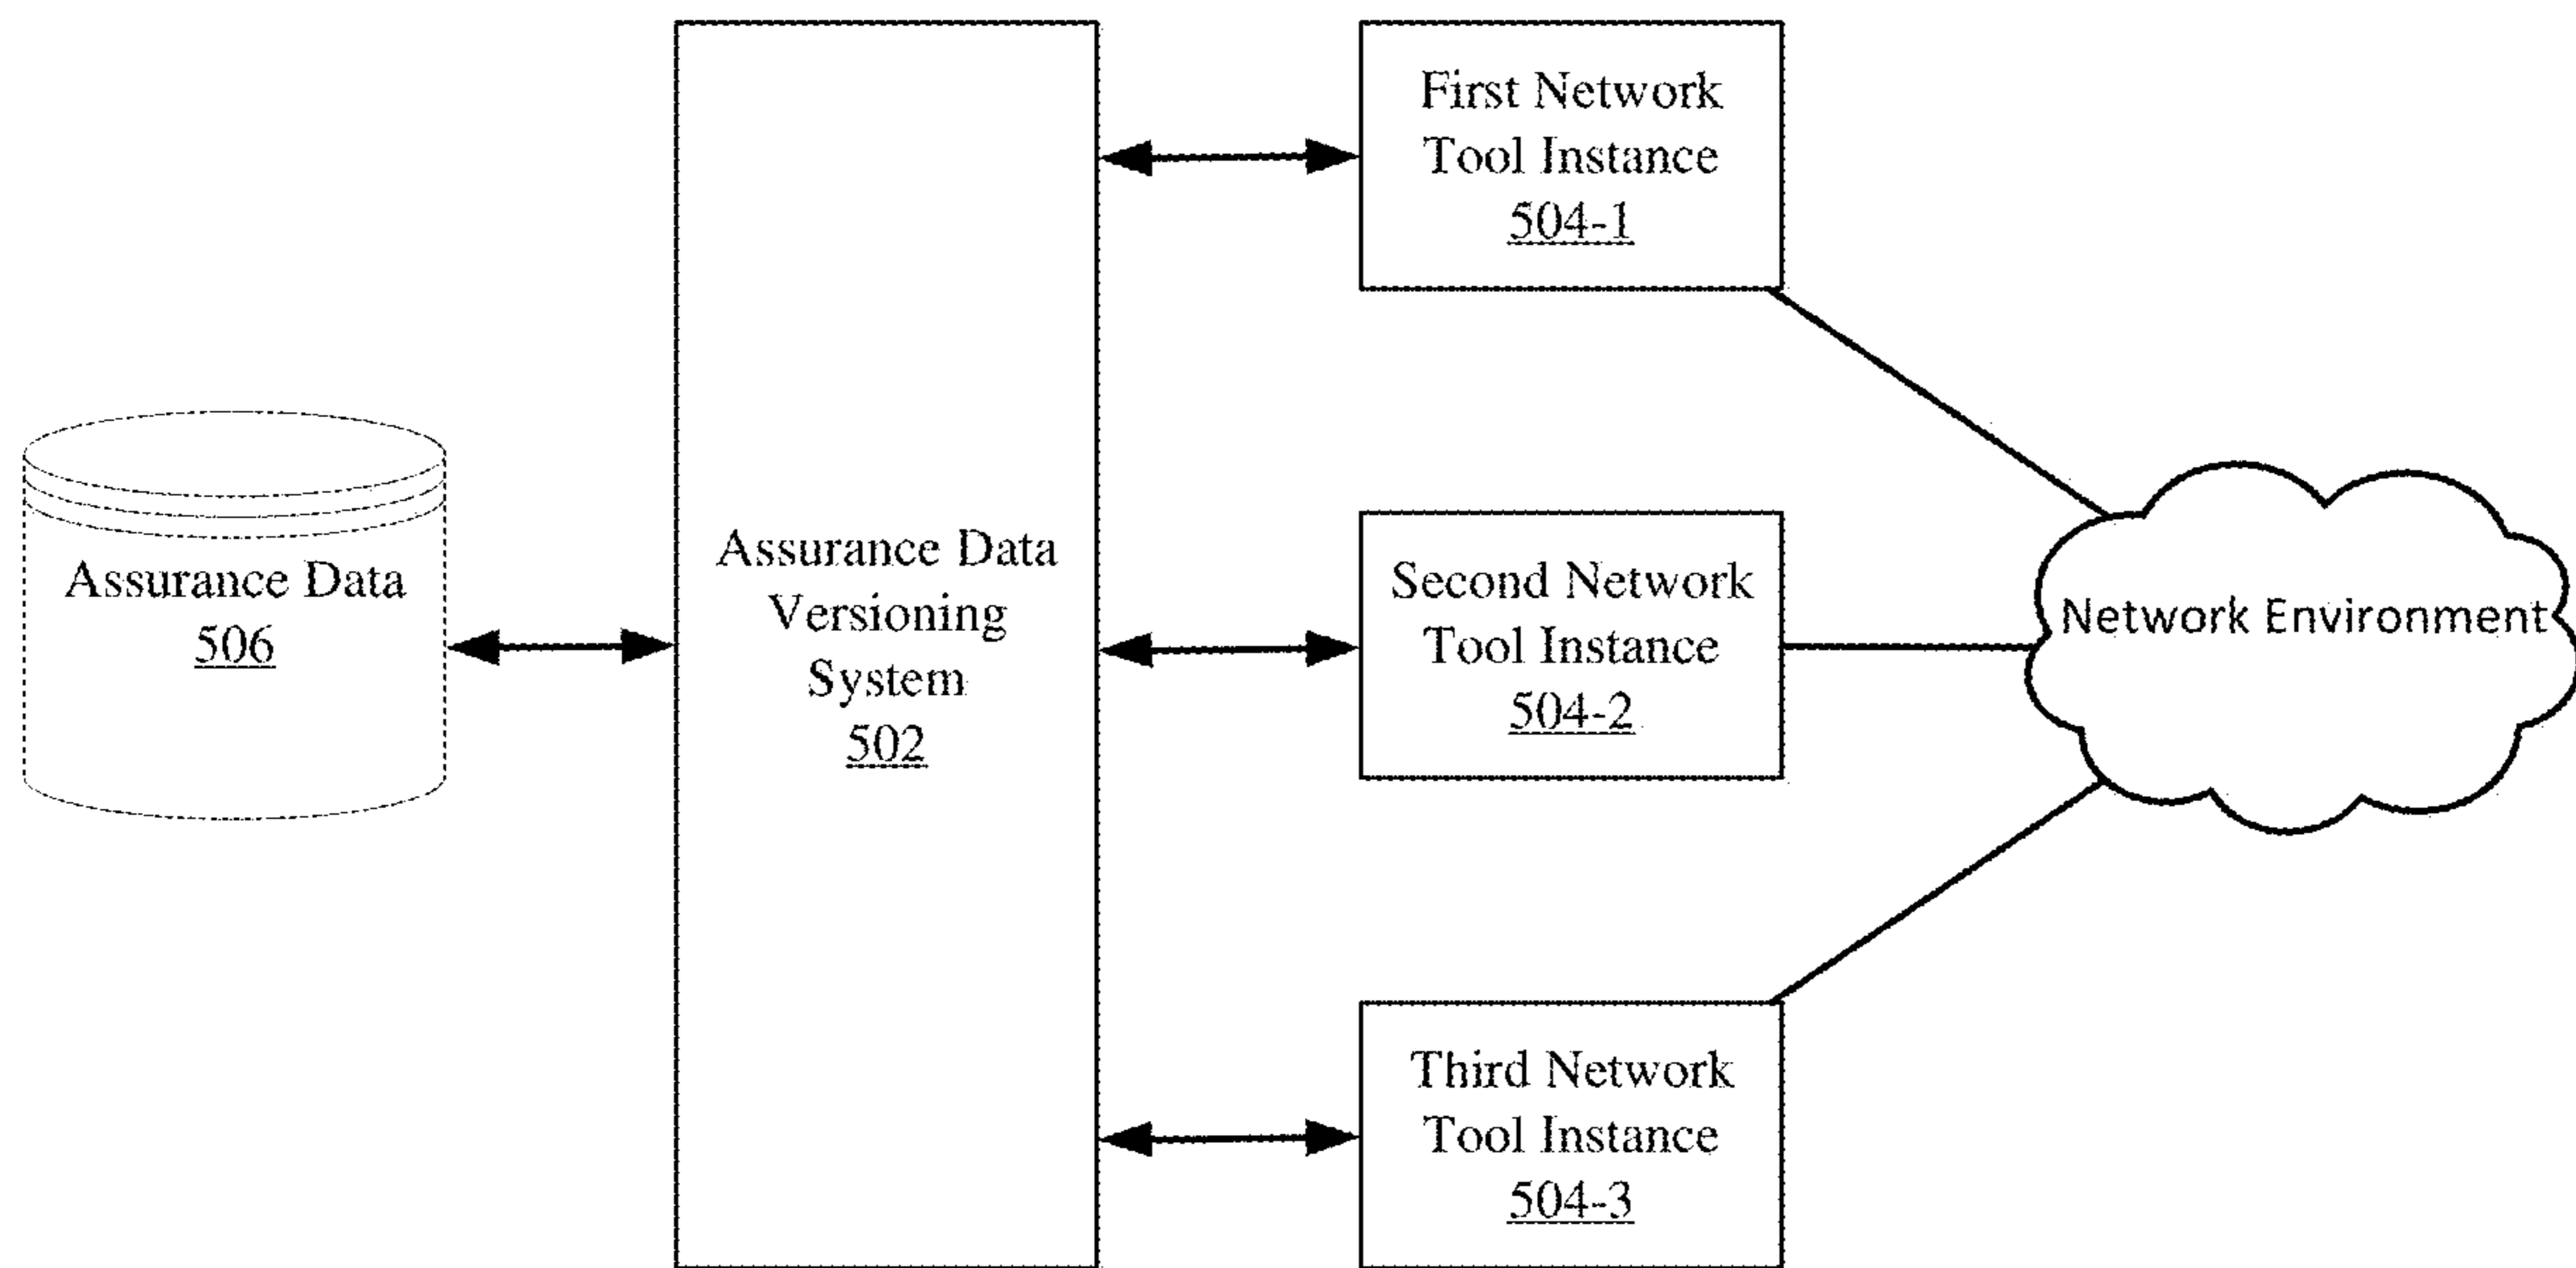 Assurance Data
506
Assurance Data
Versioning
System
502
First Network
Tool Instance
504-1
Second Network
Tool Instance
504-2
Third Network
Tool Instance
504-3
Network Environment